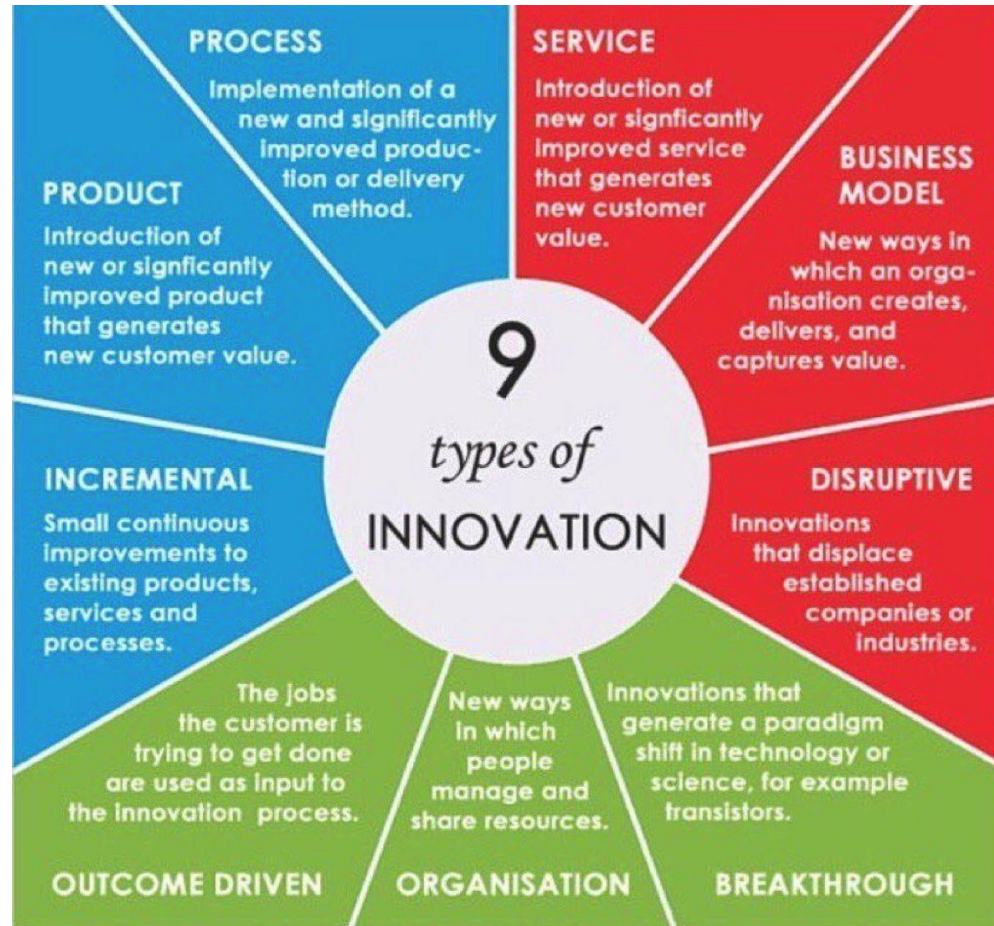 PROCESS
Implementation of a
new and significantly
improved produc-
tion or delivery
method.
SERVICE
Introduction of
new or signficantly
improved service
that generates
new customer
value.
BUSINESS
MODEL
New ways in
which an orga-
nisation creates,
delivers, and
captures value.
PRODUCT
Introduction of
new or signficantly
improved product
that generates
new customer value.
9
types of
INNOVATION
INCREMENTAL
Small continuous
improvements to
existing products,
services and
processes.
DISRUPTIVE
Innovations
that displace
established
companies or
industries.
The jobs
the customer is
trying to get done
are used as input to
the innovation process.
OUTCOME DRIVEN
New ways
in which
people
manage and
share resources.
ORGANISATION
Innovations that
generate a paradigm
shift in technology or
science, for example
transistors.
BREAKTHROUGH